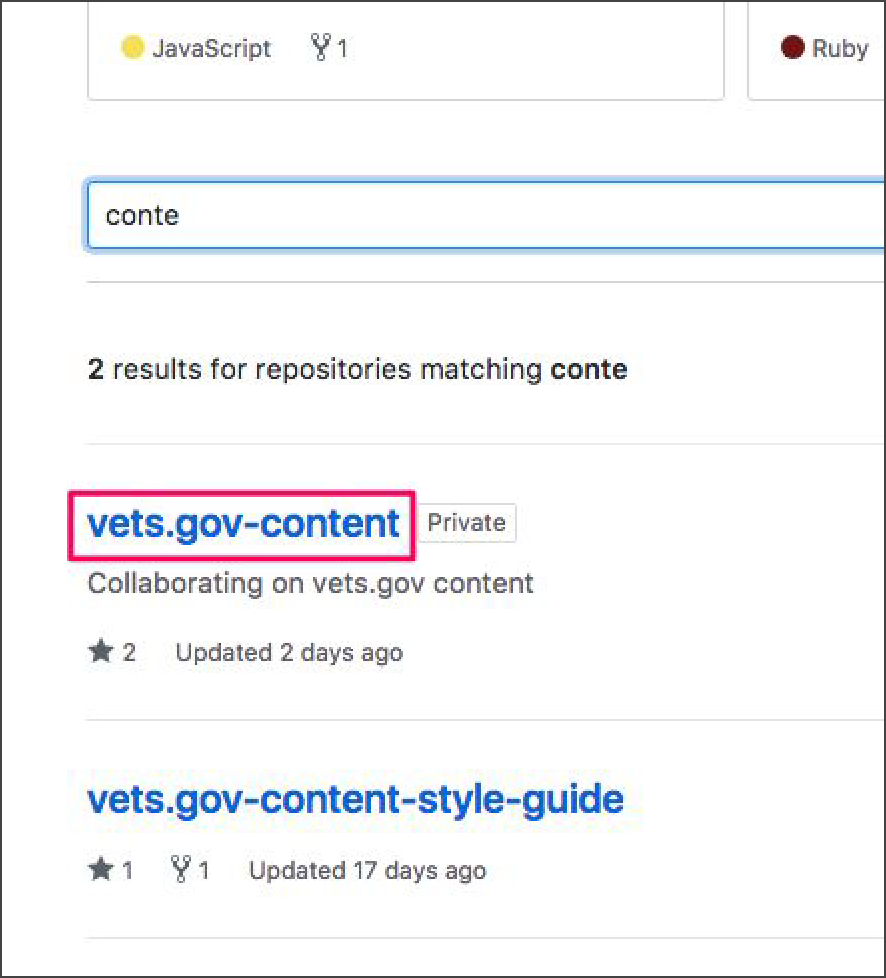 JavaScript 1 Ruby
conte
2 results for repositories matching conte
vets.gov-content Private
Collaborating on vets.gov content
2 Updated 2 days ago
vets.gov-content-style-guide
1 1 Updated 17 days ago